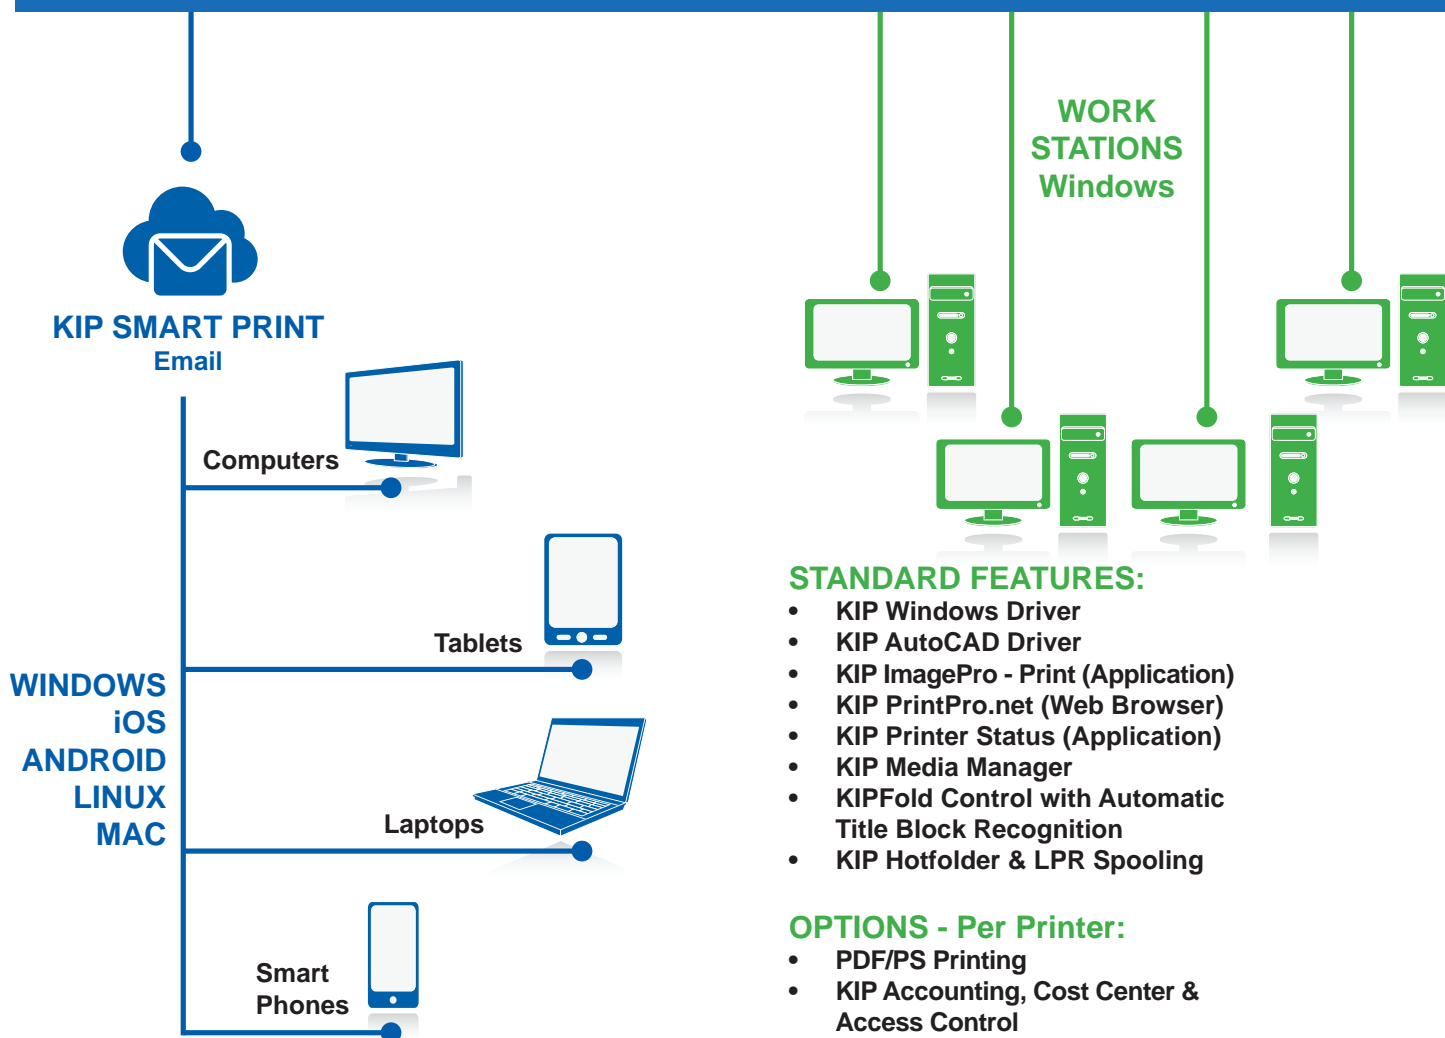 KIP SMART PRINT
Email
Computers
Tablets
WINDOWS
iOS
ANDROID
LINUX
MAC
Laptops
Smart
Phones
WORK
STATIONS
Windows
STANDARD FEATURES:
• KIP Windows Driver
• KIP AutoCAD Driver
• KIP ImagePro - Print (Application)
• KIP PrintPro.net (Web Browser)
• KIP Printer Status (Application)
• KIP Media Manager
• KIPFold Control with Automatic
Title Block Recognition
• KIP Hotfolder & LPR Spooling
OPTIONS - Per Printer:
• PDF/PS Printing
• KIP Accounting, Cost Center &
Access Control